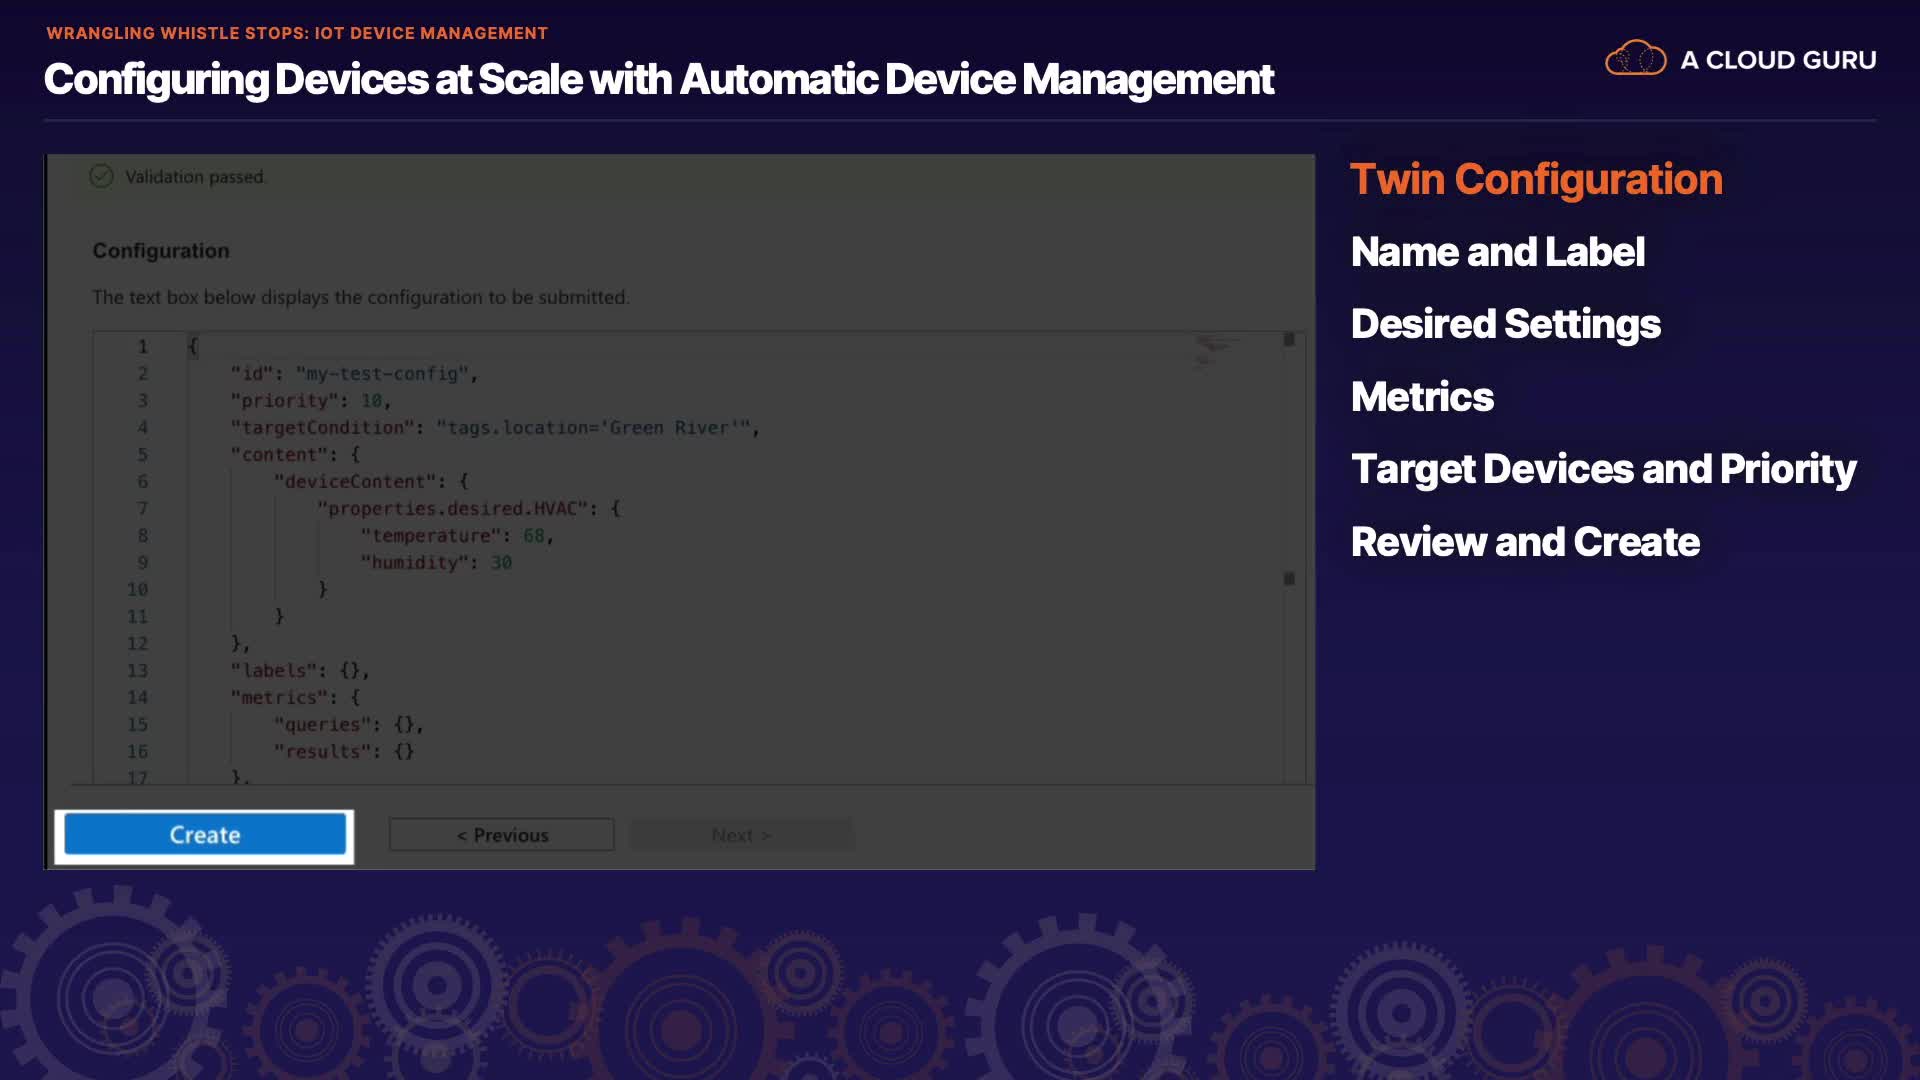 WRANGLING WHISTLE STOPS: IOT DEVICE MANAGEMENT
Configuring Devices at Scale with Automatic Device Management
A CLOUD GURU
Validation passed.
Configuration
The text box below displays the configuration to be submitted.
1 {
2 "id": "my-test-config",
3 "priority": 10,
4 "targetCondition": "tags.location='Green River'",
5 "content": {
6 "deviceContent": {
7 "properties.desired.HVAC": {
8 "temperature": 68,
9 "humidity": 30
10 }
11 }
12 },
13 "labels": {},
14 "metrics": {
15 "queries": {},
16 "results": {}
17 },
Create
< Previous
Next >
Twin Configuration
Name and Label
Desired Settings
Metrics
Target Devices and Priority
Review and Create